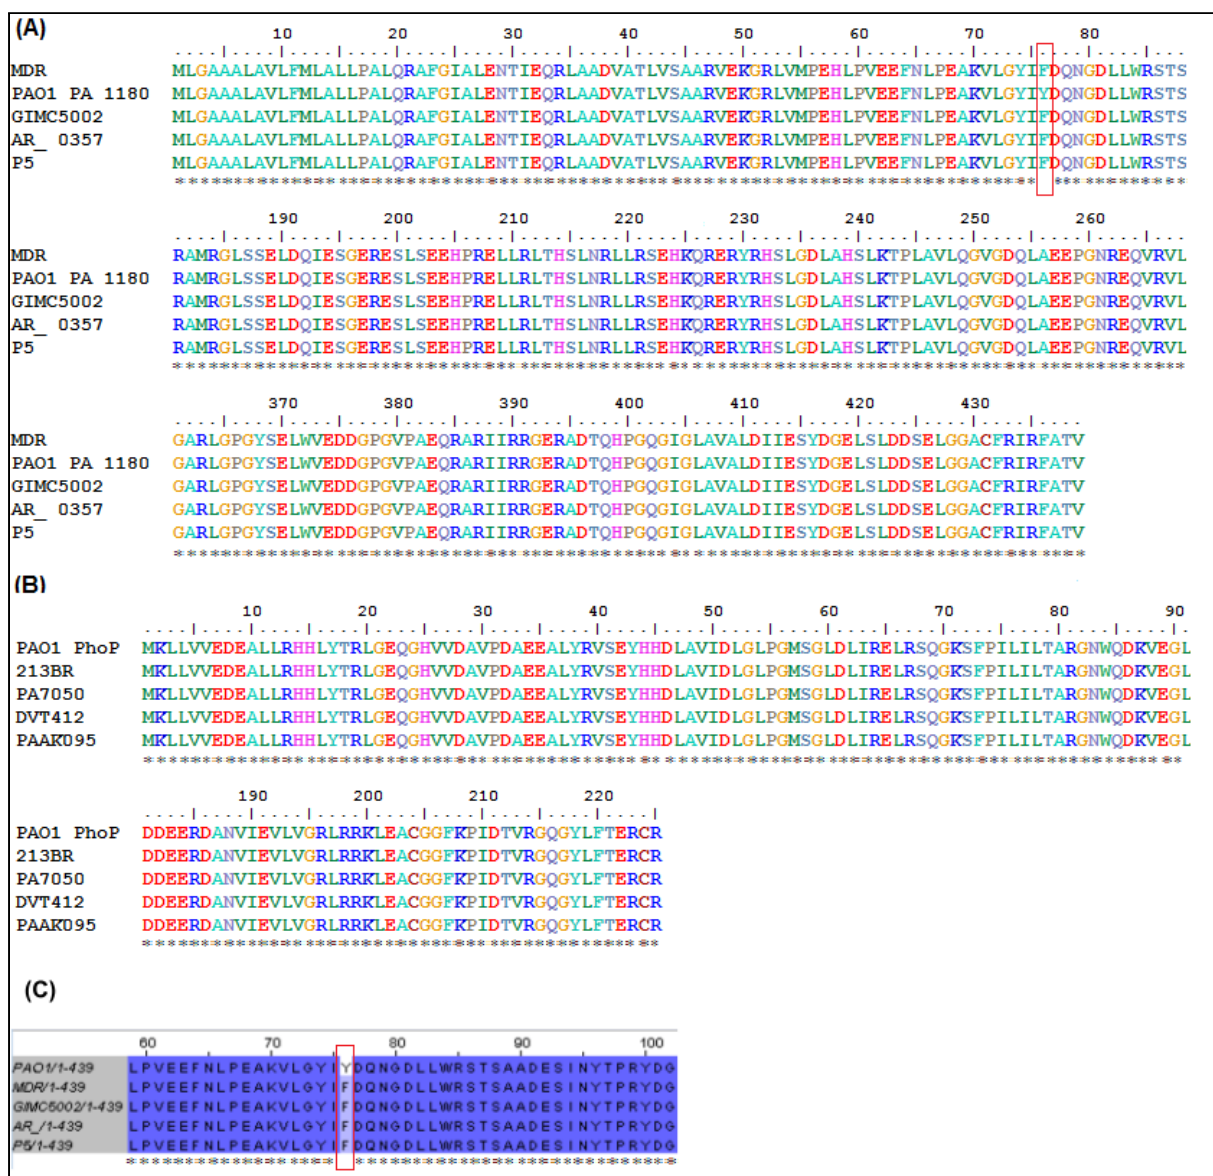 (A)
10 20 30 40 50 60 70 80
MDR MLGAAALAVLFMLALLPALQRAFGIALENTIEQRLAADVATLVSAARVEKGRLVMPEHLPVEEFNLPEAKVLGYIFDQNGDLLWRSTS
PAO1 PA 1180 MLGAAALAVLFMLALLPALQRAFGIALENTIEQRLAADVATLVSAARVEKGRLVMPEHLPVEEFNLPEAKVLGYIYDQNGDLLWRSTS
GIMC5002 MLGAAALAVLFMLALLPALQRAFGIALENTIEQRLAADVATLVSAARVEKGRLVMPEHLPVEEFNLPEAKVLGYIFDQNGDLLWRSTS
AR_ 0357 MLGAAALAVLFMLALLPALQRAFGIALENTIEQRLAADVATLVSAARVEKGRLVMPEHLPVEEFNLPEAKVLGYIFDQNGDLLWRSTS
P5 MLGAAALAVLFMLALLPALQRAFGIALENTIEQRLAADVATLVSAARVEKGRLVMPEHLPVEEFNLPEAKVLGYIFDQNGDLLWRSTS
190 200 210 220 230 240 250 260
MDR RAMRGLSSELDQIESGERESLSEEHPRELLRLTHSLNRLLRSEHKQRERYRHSLGDLAHSLKTPLAVLQGVGDQLAEEPGNREQVRVL
PAO1 PA 1180 RAMRGLSSELDQIESGERESLSEEHPRELLRLTHSLNRLLRSEHKQRERYRHSLGDLAHSLKTPLAVLQGVGDQLAEEPGNREQVRVL
GIMC5002 RAMRGLSSELDQIESGERESLSEEHPRELLRLTHSLNRLLRSEHKQRERYRHSLGDLAHSLKTPLAVLQGVGDQLAEEPGNREQVRVL
AR_ 0357 RAMRGLSSELDQIESGERESLSEEHPRELLRLTHSLNRLLRSEHKQRERYRHSLGDLAHSLKTPLAVLQGVGDQLAEEPGNREQVRVL
P5 RAMRGLSSELDQIESGERESLSEEHPRELLRLTHSLNRLLRSEHKQRERYRHSLGDLAHSLKTPLAVLQGVGDQLAEEPGNREQVRVL
370 380 390 400 410 420 430
MDR GARLGPGYSELWVEDDGPGVPAEQRARIIRRGERADTQHPGQGIGLAVALDIIESYDGELSLDDSELGGACFRIRFATV
PAO1 PA 1180 GARLGPGYSELWVEDDGPGVPAEQRARIIRRGERADTQHPGQGIGLAVALDIIESYDGELSLDDSELGGACFRIRFATV
GIMC5002 GARLGPGYSELWVEDDGPGVPAEQRARIIRRGERADTQHPGQGIGLAVALDIIESYDGELSLDDSELGGACFRIRFATV
AR_ 0357 GARLGPGYSELWVEDDGPGVPAEQRARIIRRGERADTQHPGQGIGLAVALDIIESYDGELSLDDSELGGACFRIRFATV
P5 GARLGPGYSELWVEDDGPGVPAEQRARIIRRGERADTQHPGQGIGLAVALDIIESYDGELSLDDSELGGACFRIRFATV
(B)
10 20 30 40 50 60 70 80 90
PAO1 PhoP MKLLVVEDEALLRHHLYTRLGEQGHVVDAVPDAEEALYRVSEYHHDLAVIDLGLPGMSGLDLIRELRSQGKSFPILILTARGNWQDKVEGL
213BR MKLLVVEDEALLRHHLYTRLGEQGHVVDAVPDAEEALYRVSEYHHDLAVIDLGLPGMSGLDLIRELRSQGKSFPILILTARGNWQDKVEGL
PA7050 MKLLVVEDEALLRHHLYTRLGEQGHVVDAVPDAEEALYRVSEYHHDLAVIDLGLPGMSGLDLIRELRSQGKSFPILILTARGNWQDKVEGL
DVT412 MKLLVVEDEALLRHHLYTRLGEQGHVVDAVPDAEEALYRVSEYHHDLAVIDLGLPGMSGLDLIRELRSQGKSFPILILTARGNWQDKVEGL
PAAK095 MKLLVVEDEALLRHHLYTRLGEQGHVVDAVPDAEEALYRVSEYHHDLAVIDLGLPGMSGLDLIRELRSQGKSFPILILTARGNWQDKVEGL
190 200 210 220
PAO1 PhoP DDEERDANVIEVLVGRLRRKLEACGGFKPIDTVRGQGYLFTERCR
213BR DDEERDANVIEVLVGRLRRKLEACGGFKPIDTVRGQGYLFTERCR
PA7050 DDEERDANVIEVLVGRLRRKLEACGGFKPIDTVRGQGYLFTERCR
DVT412 DDEERDANVIEVLVGRLRRKLEACGGFKPIDTVRGQGYLFTERCR
PAAK095 DDEERDANVIEVLVGRLRRKLEACGGFKPIDTVRGQGYLFTERCR
(C)
60 70 80 90 100
PAO1/1-439 LPVEEFNLPEAKVLGYIYDQNGDLLWRSTSAADESINYTPRYDG
MDR/1-439 LPVEEFNLPEAKVLGYIFDQNGDLLWRSTSAADESINYTPRYDG
GIMC5002/1-439 LPVEEFNLPEAKVLGYIFDQNGDLLWRSTSAADESINYTPRYDG
AR_/1-439 LPVEEFNLPEAKVLGYIFDQNGDLLWRSTSAADESINYTPRYDG
P5/1-439 LPVEEFNLPEAKVLGYIFDQNGDLLWRSTSAADESINYTPRYDG